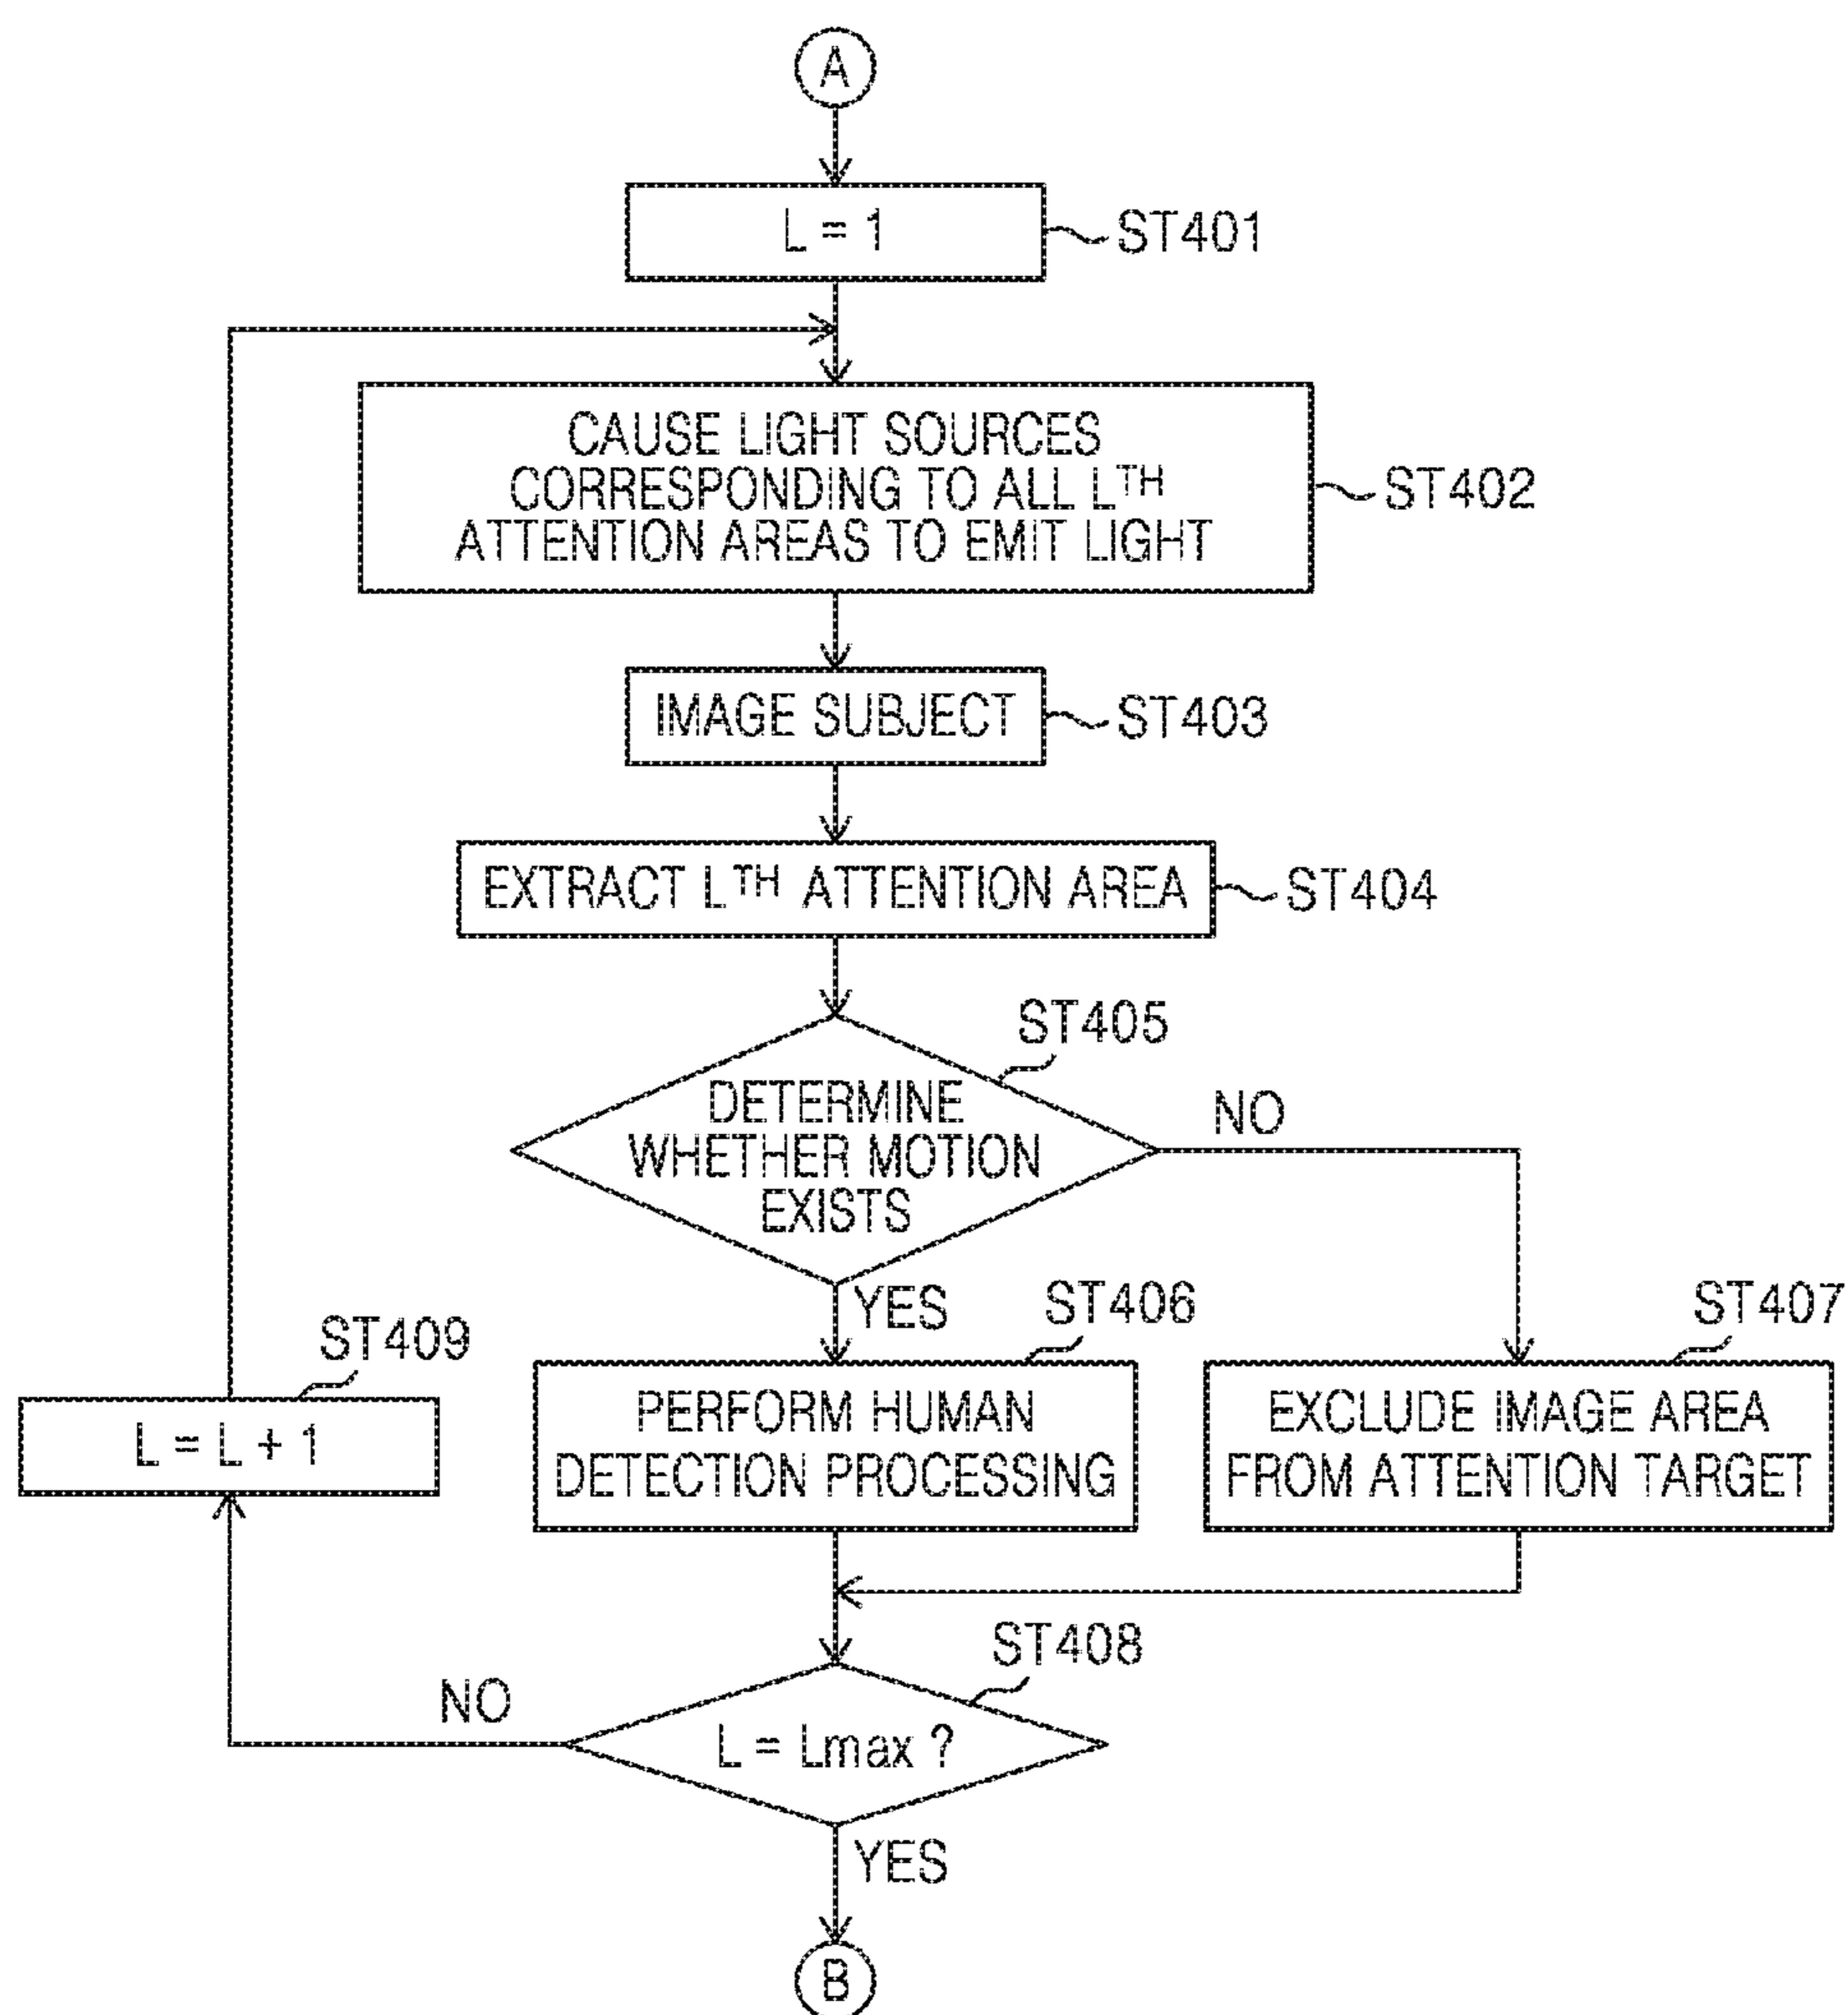 A
L = 1
ST401
CAUSE LIGHT SOURCES
CORRESPONDING TO ALL LTH
ATTENTION AREAS TO EMIT LIGHT
ST402
IMAGE SUBJECT
ST403
EXTRACT LTH ATTENTION AREA
ST404
ST405
DETERMINE
WHETHER MOTION
EXISTS
NO
YES
ST406
ST407
ST409
PERFORM HUMAN
DETECTION PROCESSING
EXCLUDE IMAGE AREA
FROM ATTENTION TARGET
L = L + 1
ST408
NO
L = Lmax ?
YES
B